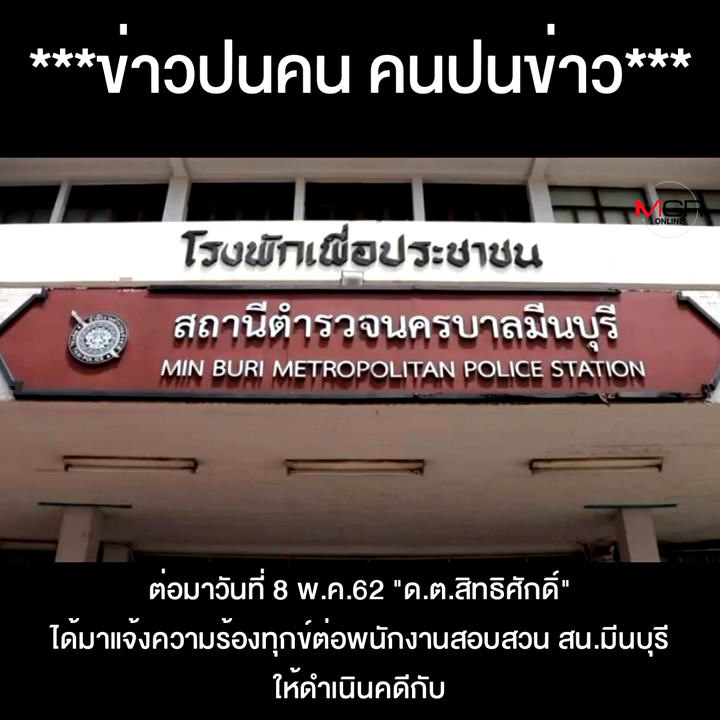 ***ข่าวปนคน คนปนข่าว***
MGR
ONLINE
โรงพักเพื่อประชาชน
สถานีตำรวจนครบาลมีนบุรี
MIN BURI METROPOLITAN POLICE STATION
ต่อมาวันที่ 8 พ.ค.62 "ด.ต.สิทธิศักดิ์"
ได้มาแจ้งความร้องทุกข์ต่อพนักงานสอบสวน สน.มีนบุรี
ให้ดำเนินคดีกับ